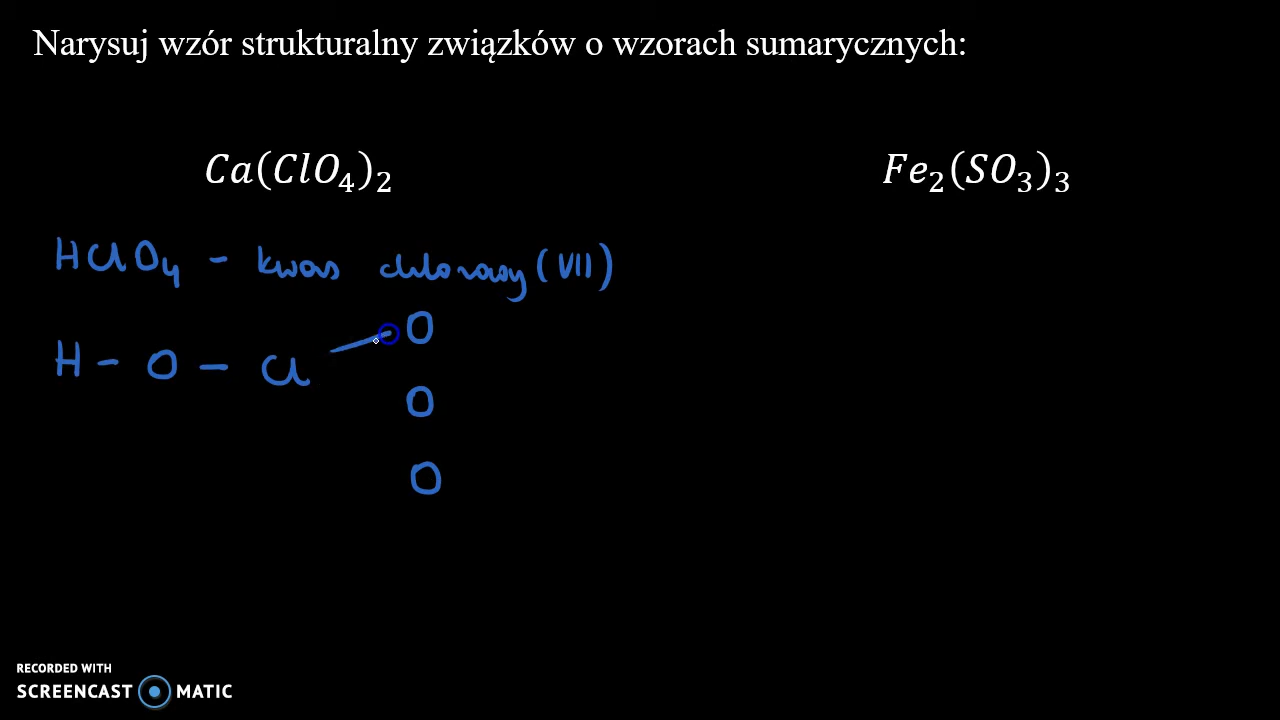 Narysuj wzór strukturalny związków o wzorach sumarycznych:
Ca(ClO₄)₂
Fe₂(SO₃)₃
HClO₄ - kwas chlorowy (VII)
O
H - O - Cl
O
O
RECORDED WITH
SCREENCAST MATIC